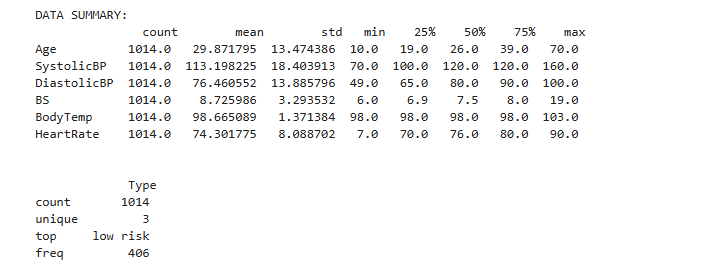 DATA SUMMARY:
count mean std min 25% 50% 75% max
Age 1014.0 29.871795 13.474386 10.0 19.0 26.0 39.0 70.0
SystolicBP 1014.0 113.198225 18.403913 70.0 100.0 120.0 120.0 160.0
DiastolicBP 1014.0 76.460552 13.885796 49.0 65.0 80.0 90.0 100.0
BS 1014.0 8.725986 3.293532 6.0 6.9 7.5 8.0 19.0
BodyTemp 1014.0 98.665089 1.371384 98.0 98.0 98.0 98.0 103.0
HeartRate 1014.0 74.301775 8.088702 7.0 70.0 76.0 80.0 90.0
Type
count 1014
unique 3
top low risk
freq 406